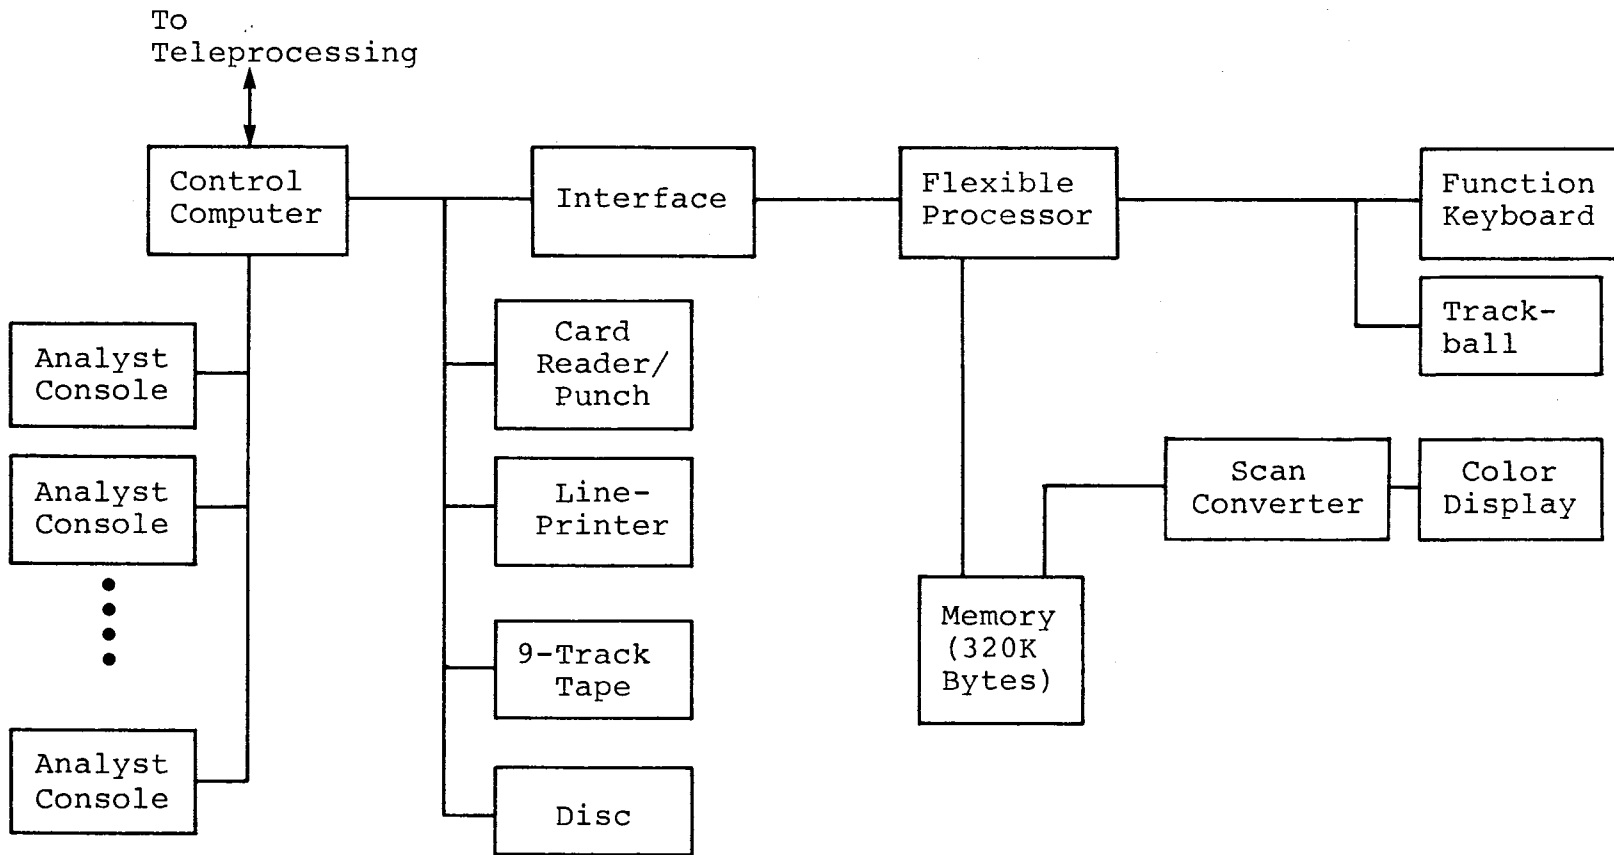 To
Teleprocessing
Control
Computer
Interface
Flexible
Processor
Function
Keyboard
Track-
ball
Analyst
Console
Analyst
Console
Analyst
Console
Card
Reader/
Punch
Line-
Printer
9-Track
Tape
Disc
Scan
Converter
Color
Display
Memory
(320K
Bytes)